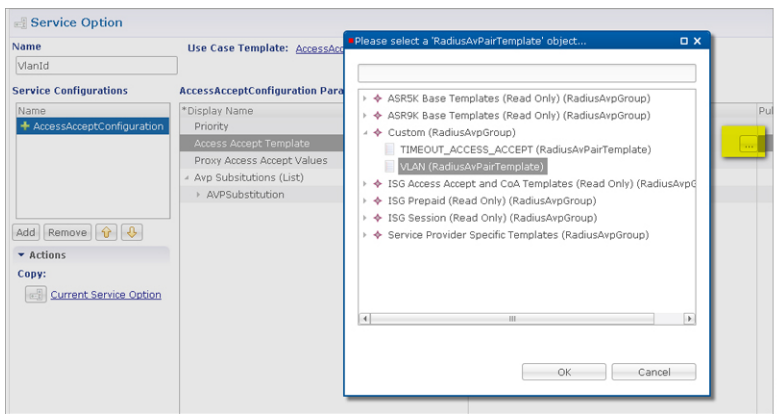 Service Option
Name
VlanId
Service Configurations
Name
AccessAcceptConfiguration
Add
Remove
Actions
Copy:
Current Service Option
Use Case Template: AccessAcc
AccessAcceptConfiguration Para
*Display Name
Priority
Access Accept Template
Proxy Access Accept Values
Avp Subsitutions (List)
AVPSubstitution
Pul
...
Please select a 'RadiusAvPairTemplate' object...
ASR5K Base Templates (Read Only) (RadiusAvpGroup)
ASR9K Base Templates (Read Only) (RadiusAvpGroup)
Custom (RadiusAvpGroup)
TIMEOUT_ACCESS_ACCEPT (RadiusAvPairTemplate)
VLAN (RadiusAvPairTemplate)
ISG Access Accept and CoA Templates (Read Only) (RadiusAvpG
ISG Prepaid (Read Only) (RadiusAvpGroup)
ISG Session (Read Only) (RadiusAvpGroup)
Service Provider Specific Templates (RadiusAvpGroup)
OK
Cancel